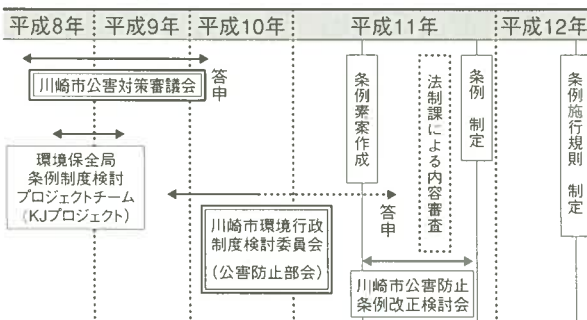 平成8年 平成9年 平成10年 平成11年 平成12年
川崎市公害対策審議会
答申
環境保全局
条例制度検討
プロジェクトチーム
(KJプロジェクト)
川崎市環境行政
制度検討委員会
(公害防止部会)
答申
条例素案作成
法制課による内容審査
条例 制定
川崎市公害防止
条例改正検討会
条例施行規則 制定